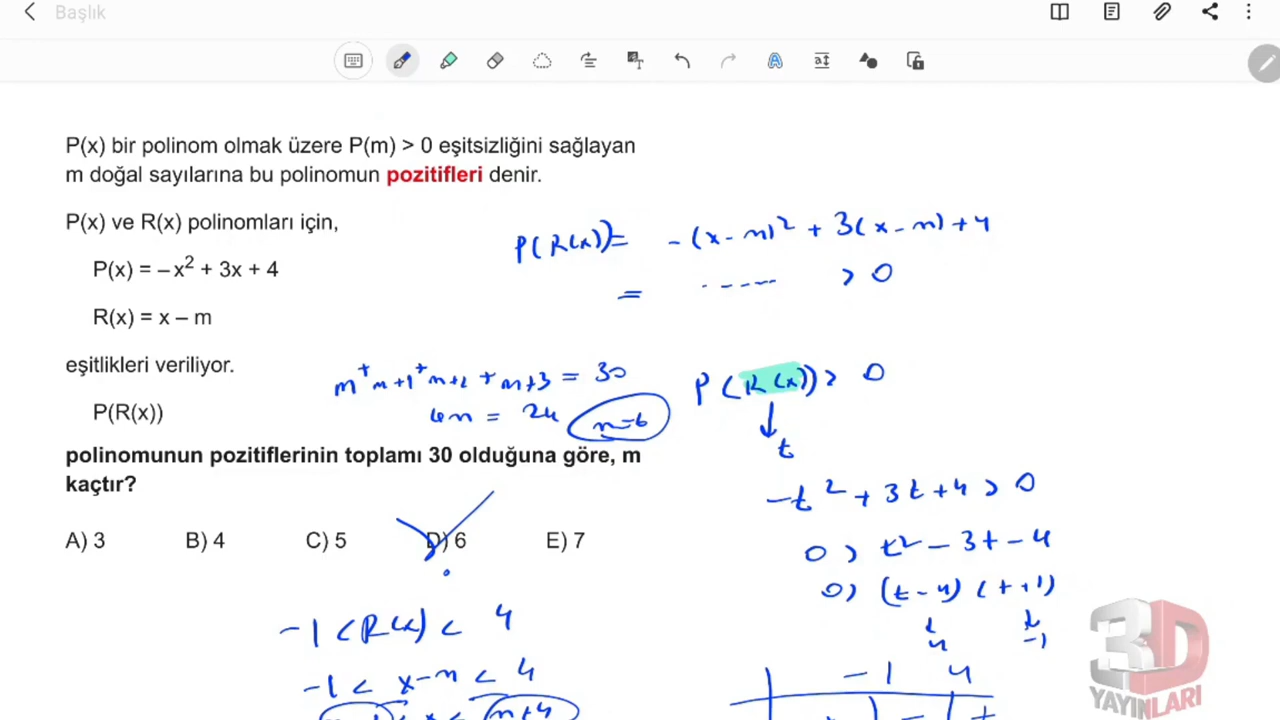 Başlık
P(x) bir polinom olmak üzere P(m) > 0 eşitsizliğini sağlayan
m doğal sayılarına bu polinomun pozitifleri denir.
P(x) ve R(x) polinomları için,
P(x) = – x² + 3x + 4
R(x) = x – m
eşitlikleri veriliyor.
P(R(x))
polinomunun pozitiflerinin toplamı 30 olduğuna göre, m
kaçtır?
A) 3 B) 4 C) 5 D) 6 E) 7
P(R(x)) = -(x-m)² + 3(x-m) + 4
= ...... > 0
m + m+1 + m+2 + m+3 = 30
4m = 24 m=6
P(R(x)) > 0
t
-t² + 3t + 4 > 0
0 > t² - 3t - 4
0 > (t-4) (t+1)
4 -1
-1 < R(x) < 4
-1 < x-m < 4
m+4
-1 4
3D
YAYINLARI